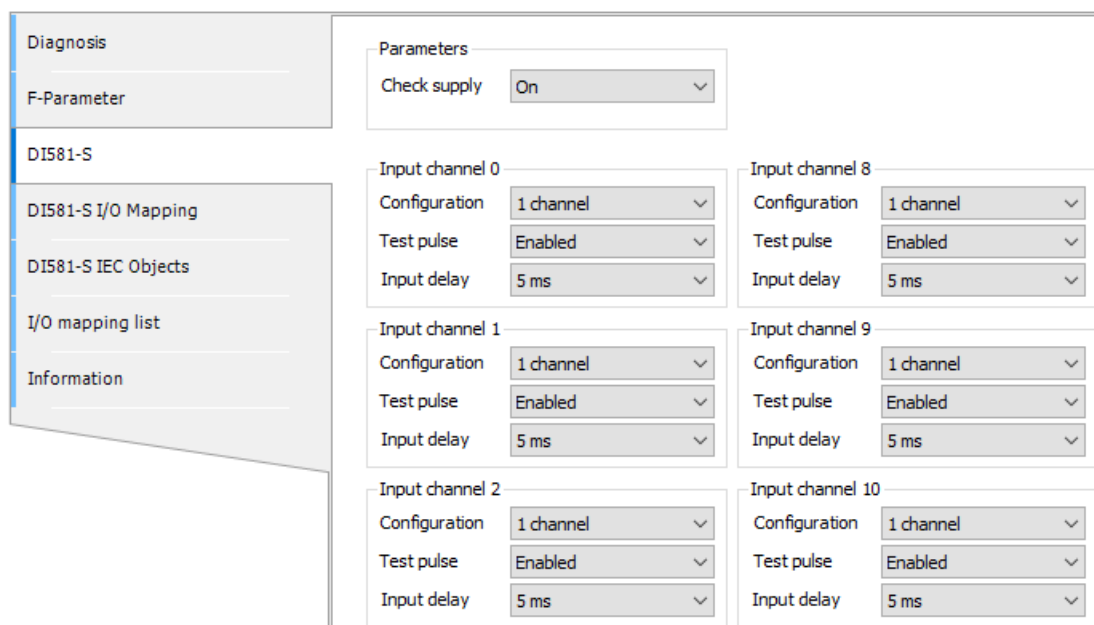 Diagnosis
F-Parameter
DI581-S
DI581-S I/O Mapping
DI581-S IEC Objects
I/O mapping list
Information
Parameters
Check supply On
Input channel 0
Configuration 1 channel
Test pulse Enabled
Input delay 5 ms
Input channel 8
Configuration 1 channel
Test pulse Enabled
Input delay 5 ms
Input channel 1
Configuration 1 channel
Test pulse Enabled
Input delay 5 ms
Input channel 9
Configuration 1 channel
Test pulse Enabled
Input delay 5 ms
Input channel 2
Configuration 1 channel
Test pulse Enabled
Input delay 5 ms
Input channel 10
Configuration 1 channel
Test pulse Enabled
Input delay 5 ms